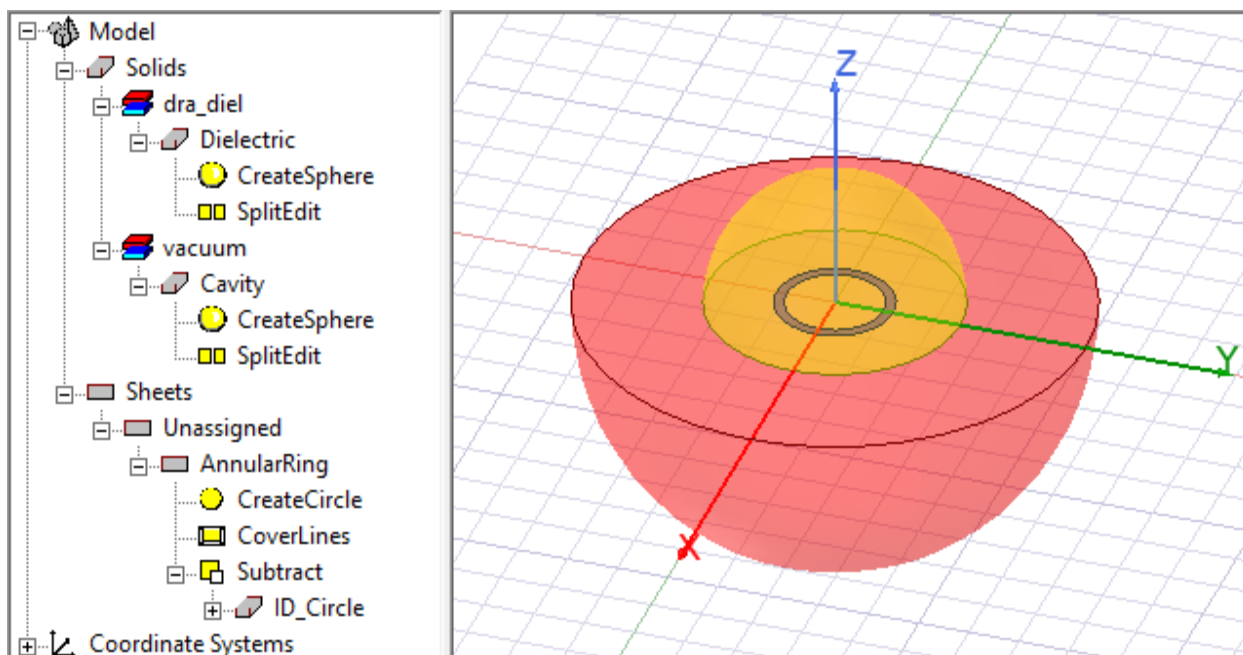 Model
Solids
dra_diel
Dielectric
CreateSphere
SplitEdit
vacuum
Cavity
CreateSphere
SplitEdit
Sheets
Unassigned
AnnularRing
CreateCircle
CoverLines
Subtract
ID_Circle
Coordinate Systems
Z
Y
X